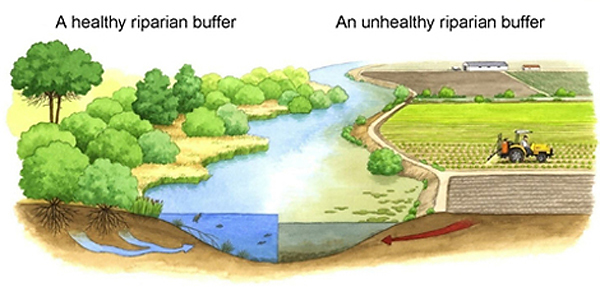 A healthy riparian buffer
An unhealthy riparian buffer